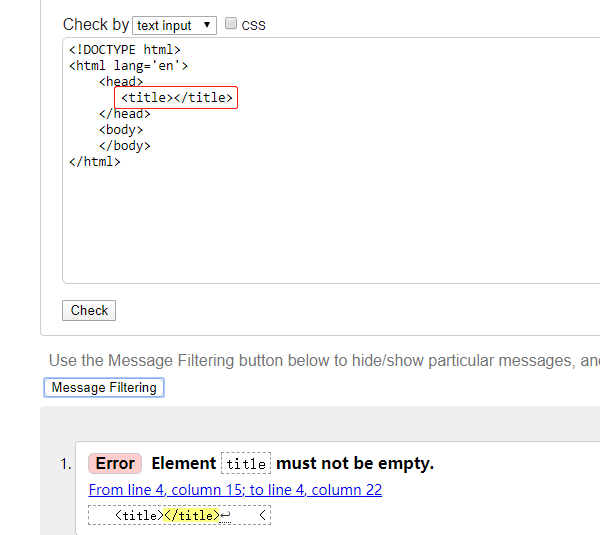 Check by text input CSS
<!DOCTYPE html>
<html lang='en'>
    <head>
        <title></title>
    </head>
    <body>
    </body>
</html>
Check
Use the Message Filtering button below to hide/show particular messages, and
Message Filtering
1. Error Element title must not be empty.
From line 4, column 15; to line 4, column 22
<title></title>↩ <